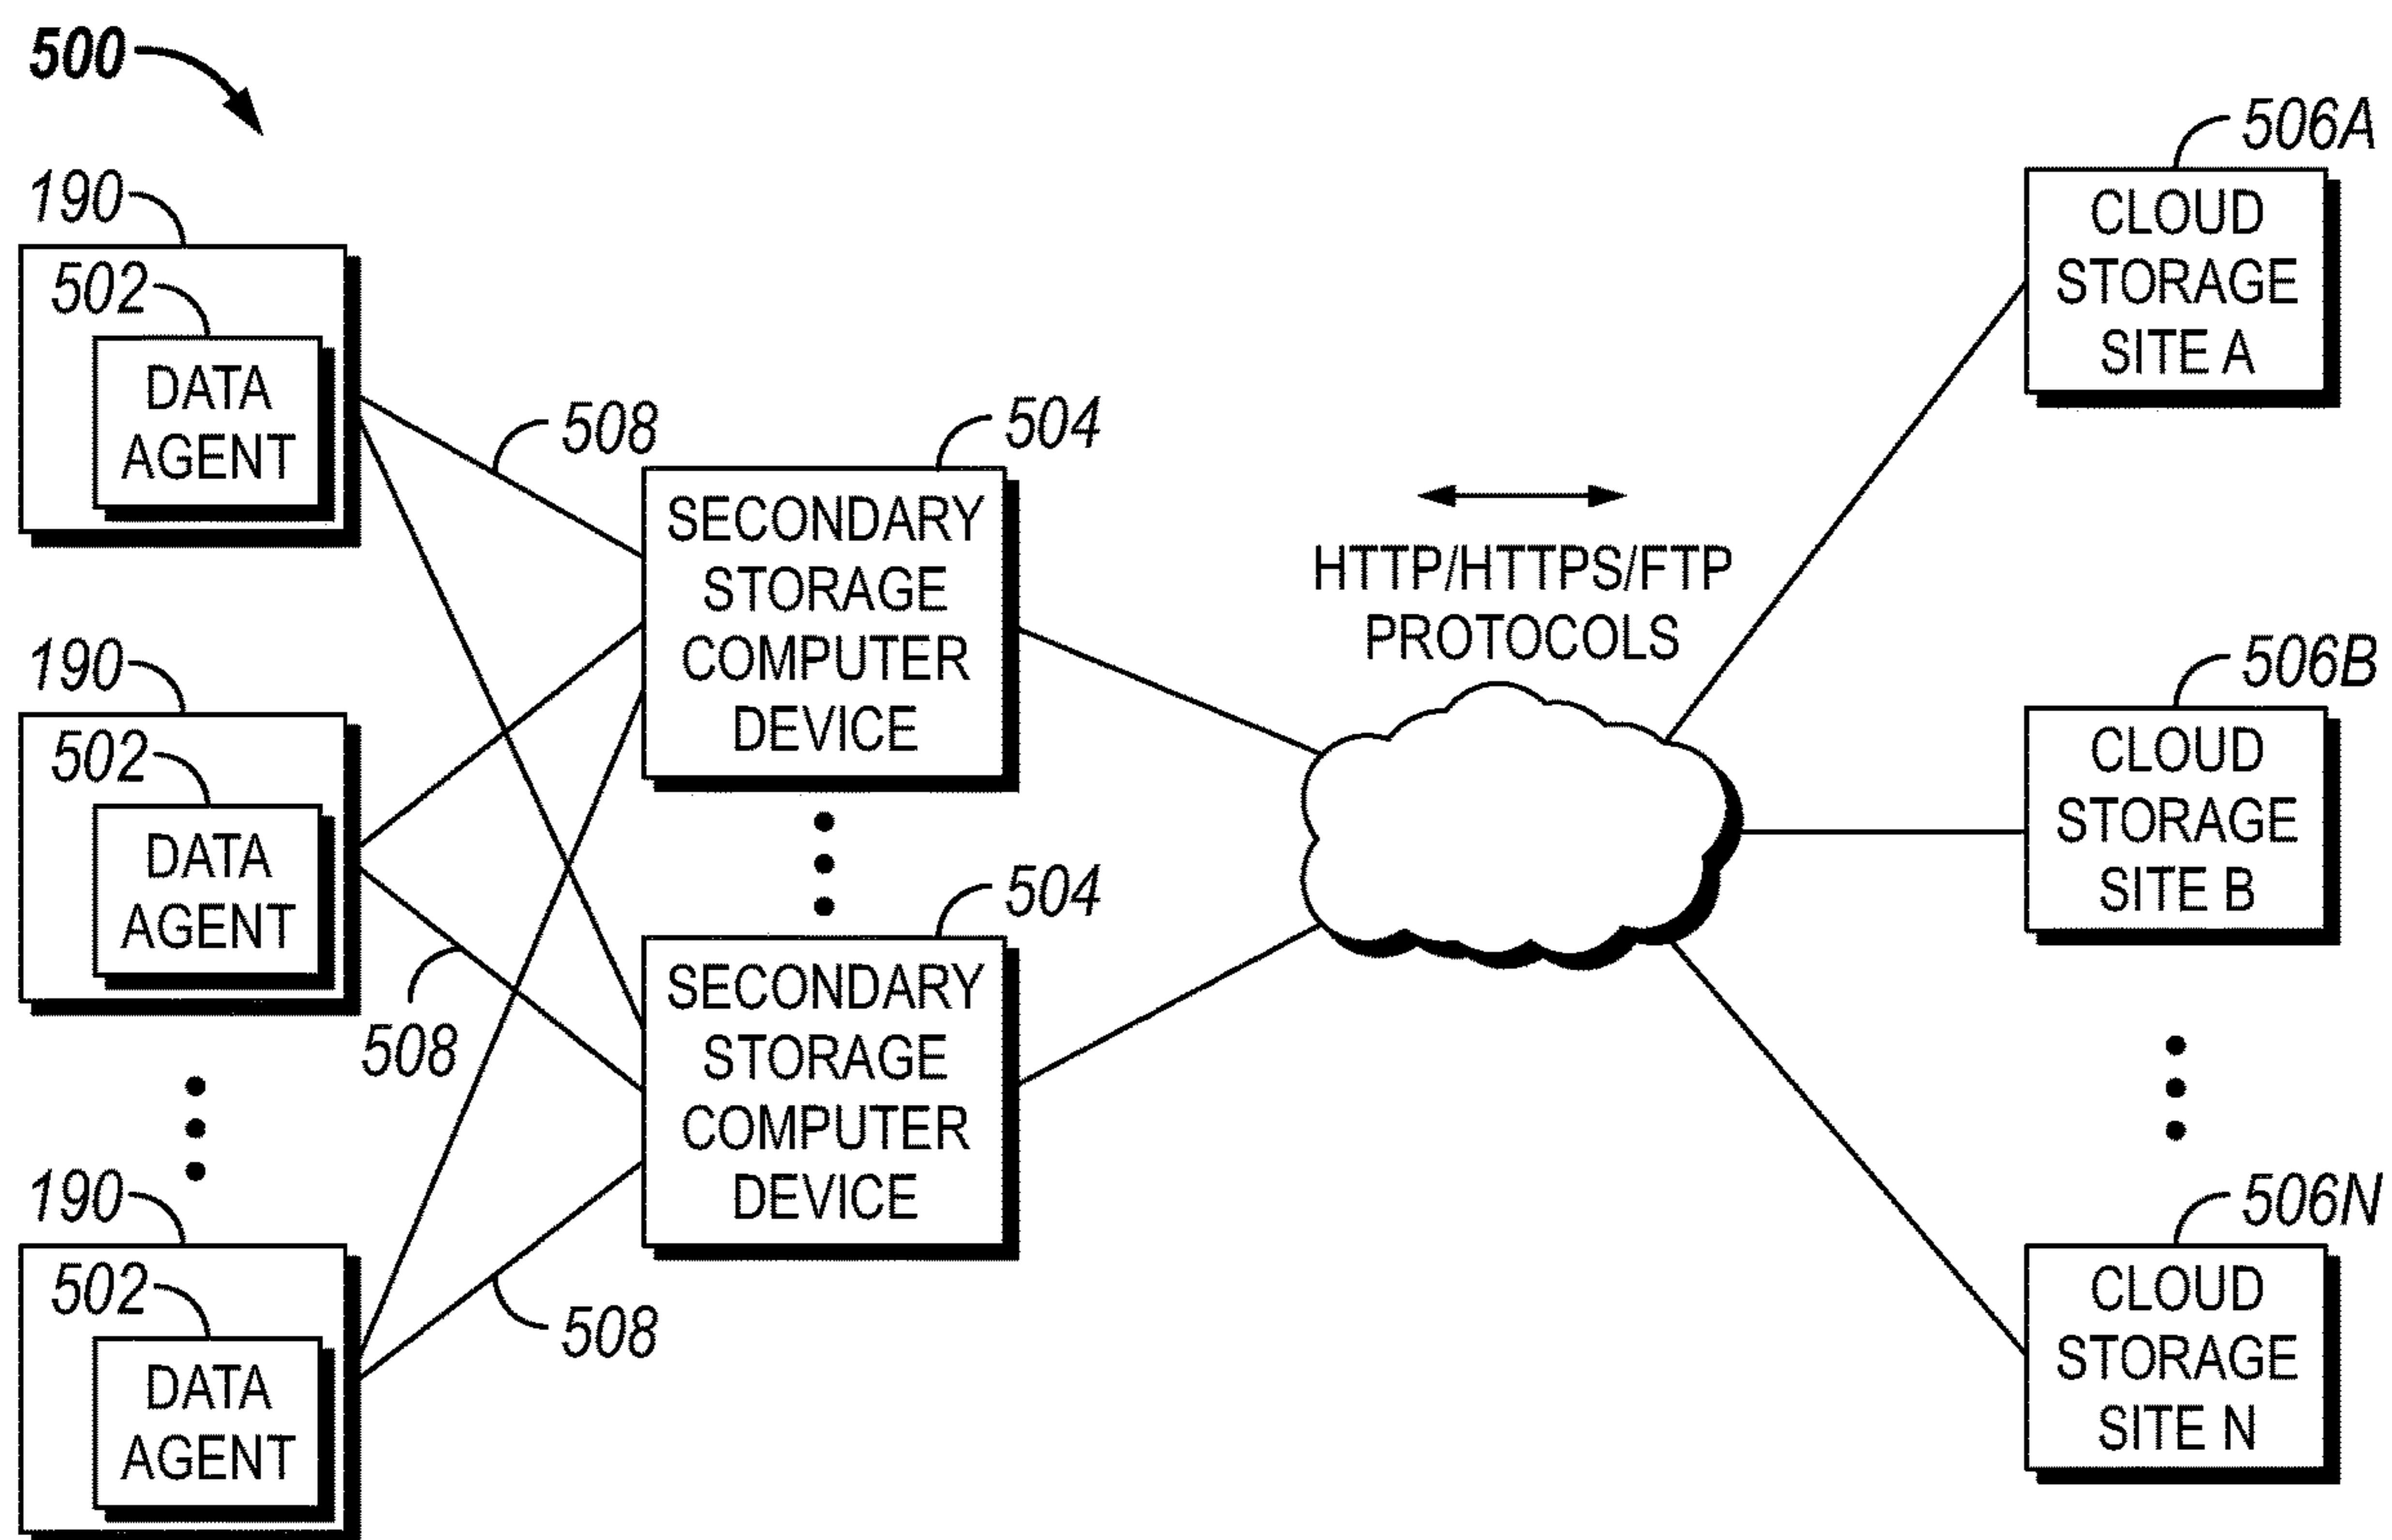 500
190
502
DATA
AGENT
190
502
DATA
AGENT
190
502
DATA
AGENT
508
508
508
504
SECONDARY
STORAGE
COMPUTER
DEVICE
504
SECONDARY
STORAGE
COMPUTER
DEVICE
HTTP/HTTPS/FTP
PROTOCOLS
506A
CLOUD
STORAGE
SITE A
506B
CLOUD
STORAGE
SITE B
506N
CLOUD
STORAGE
SITE N